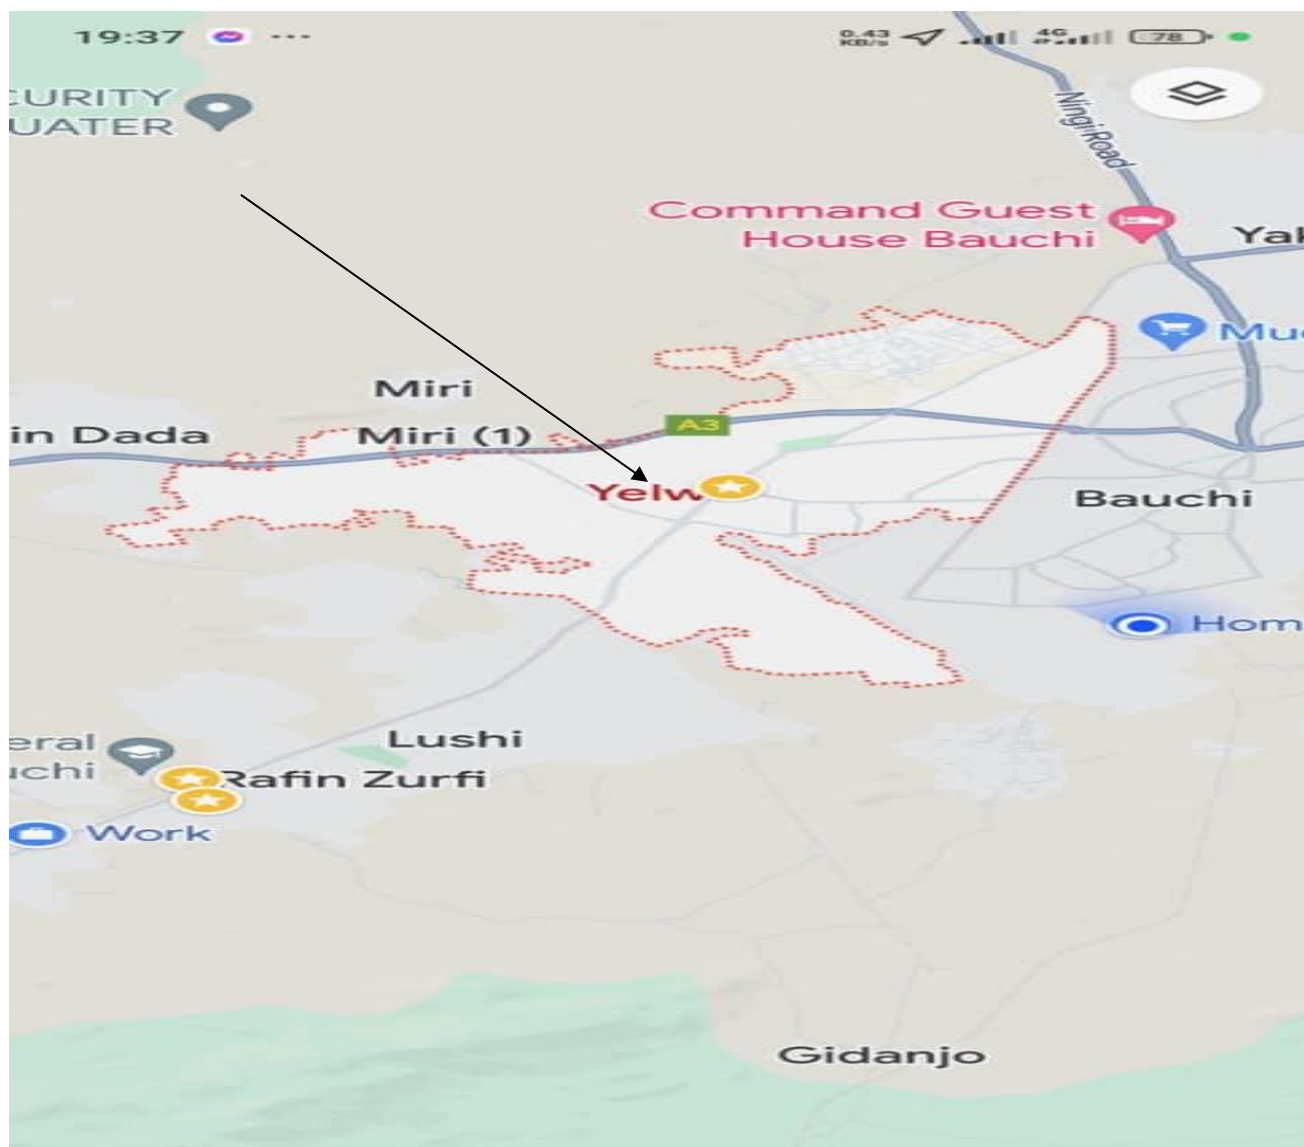 19:37 ...
0.43
KB/s
4G
78
CURITY
UATER
Ningi Road
Command Guest
House Bauchi
Yak
Mu
Miri
A3
in Dada
Miri (1)
Yelw
Bauchi
Hom
eral
uchi
Lushi
Rafin Zurfi
Work
Gidanjo